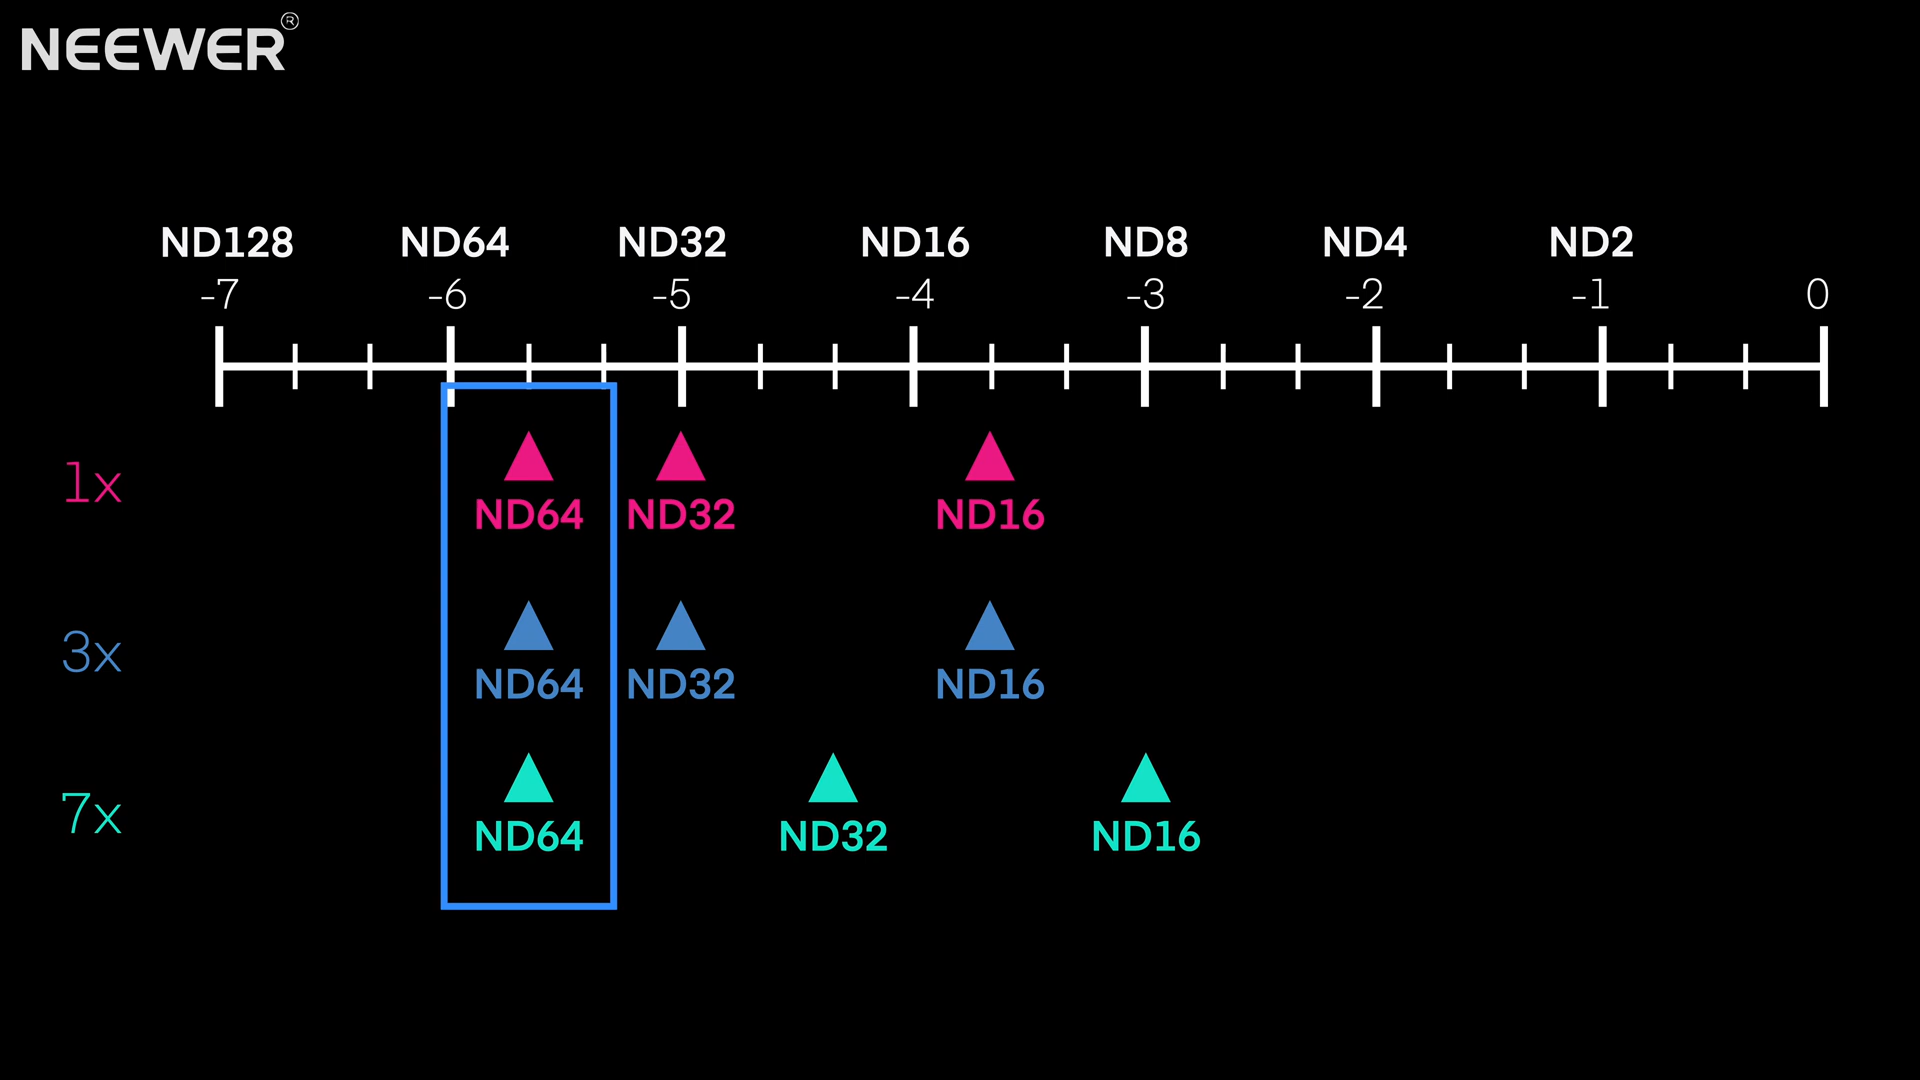 NEEWER®
ND128 ND64 ND32 ND16 ND8 ND4 ND2
-7 -6 -5 -4 -3 -2 -1 0
1x
ND64 ND32 ND16
3x
ND64 ND32 ND16
7x
ND64 ND32 ND16